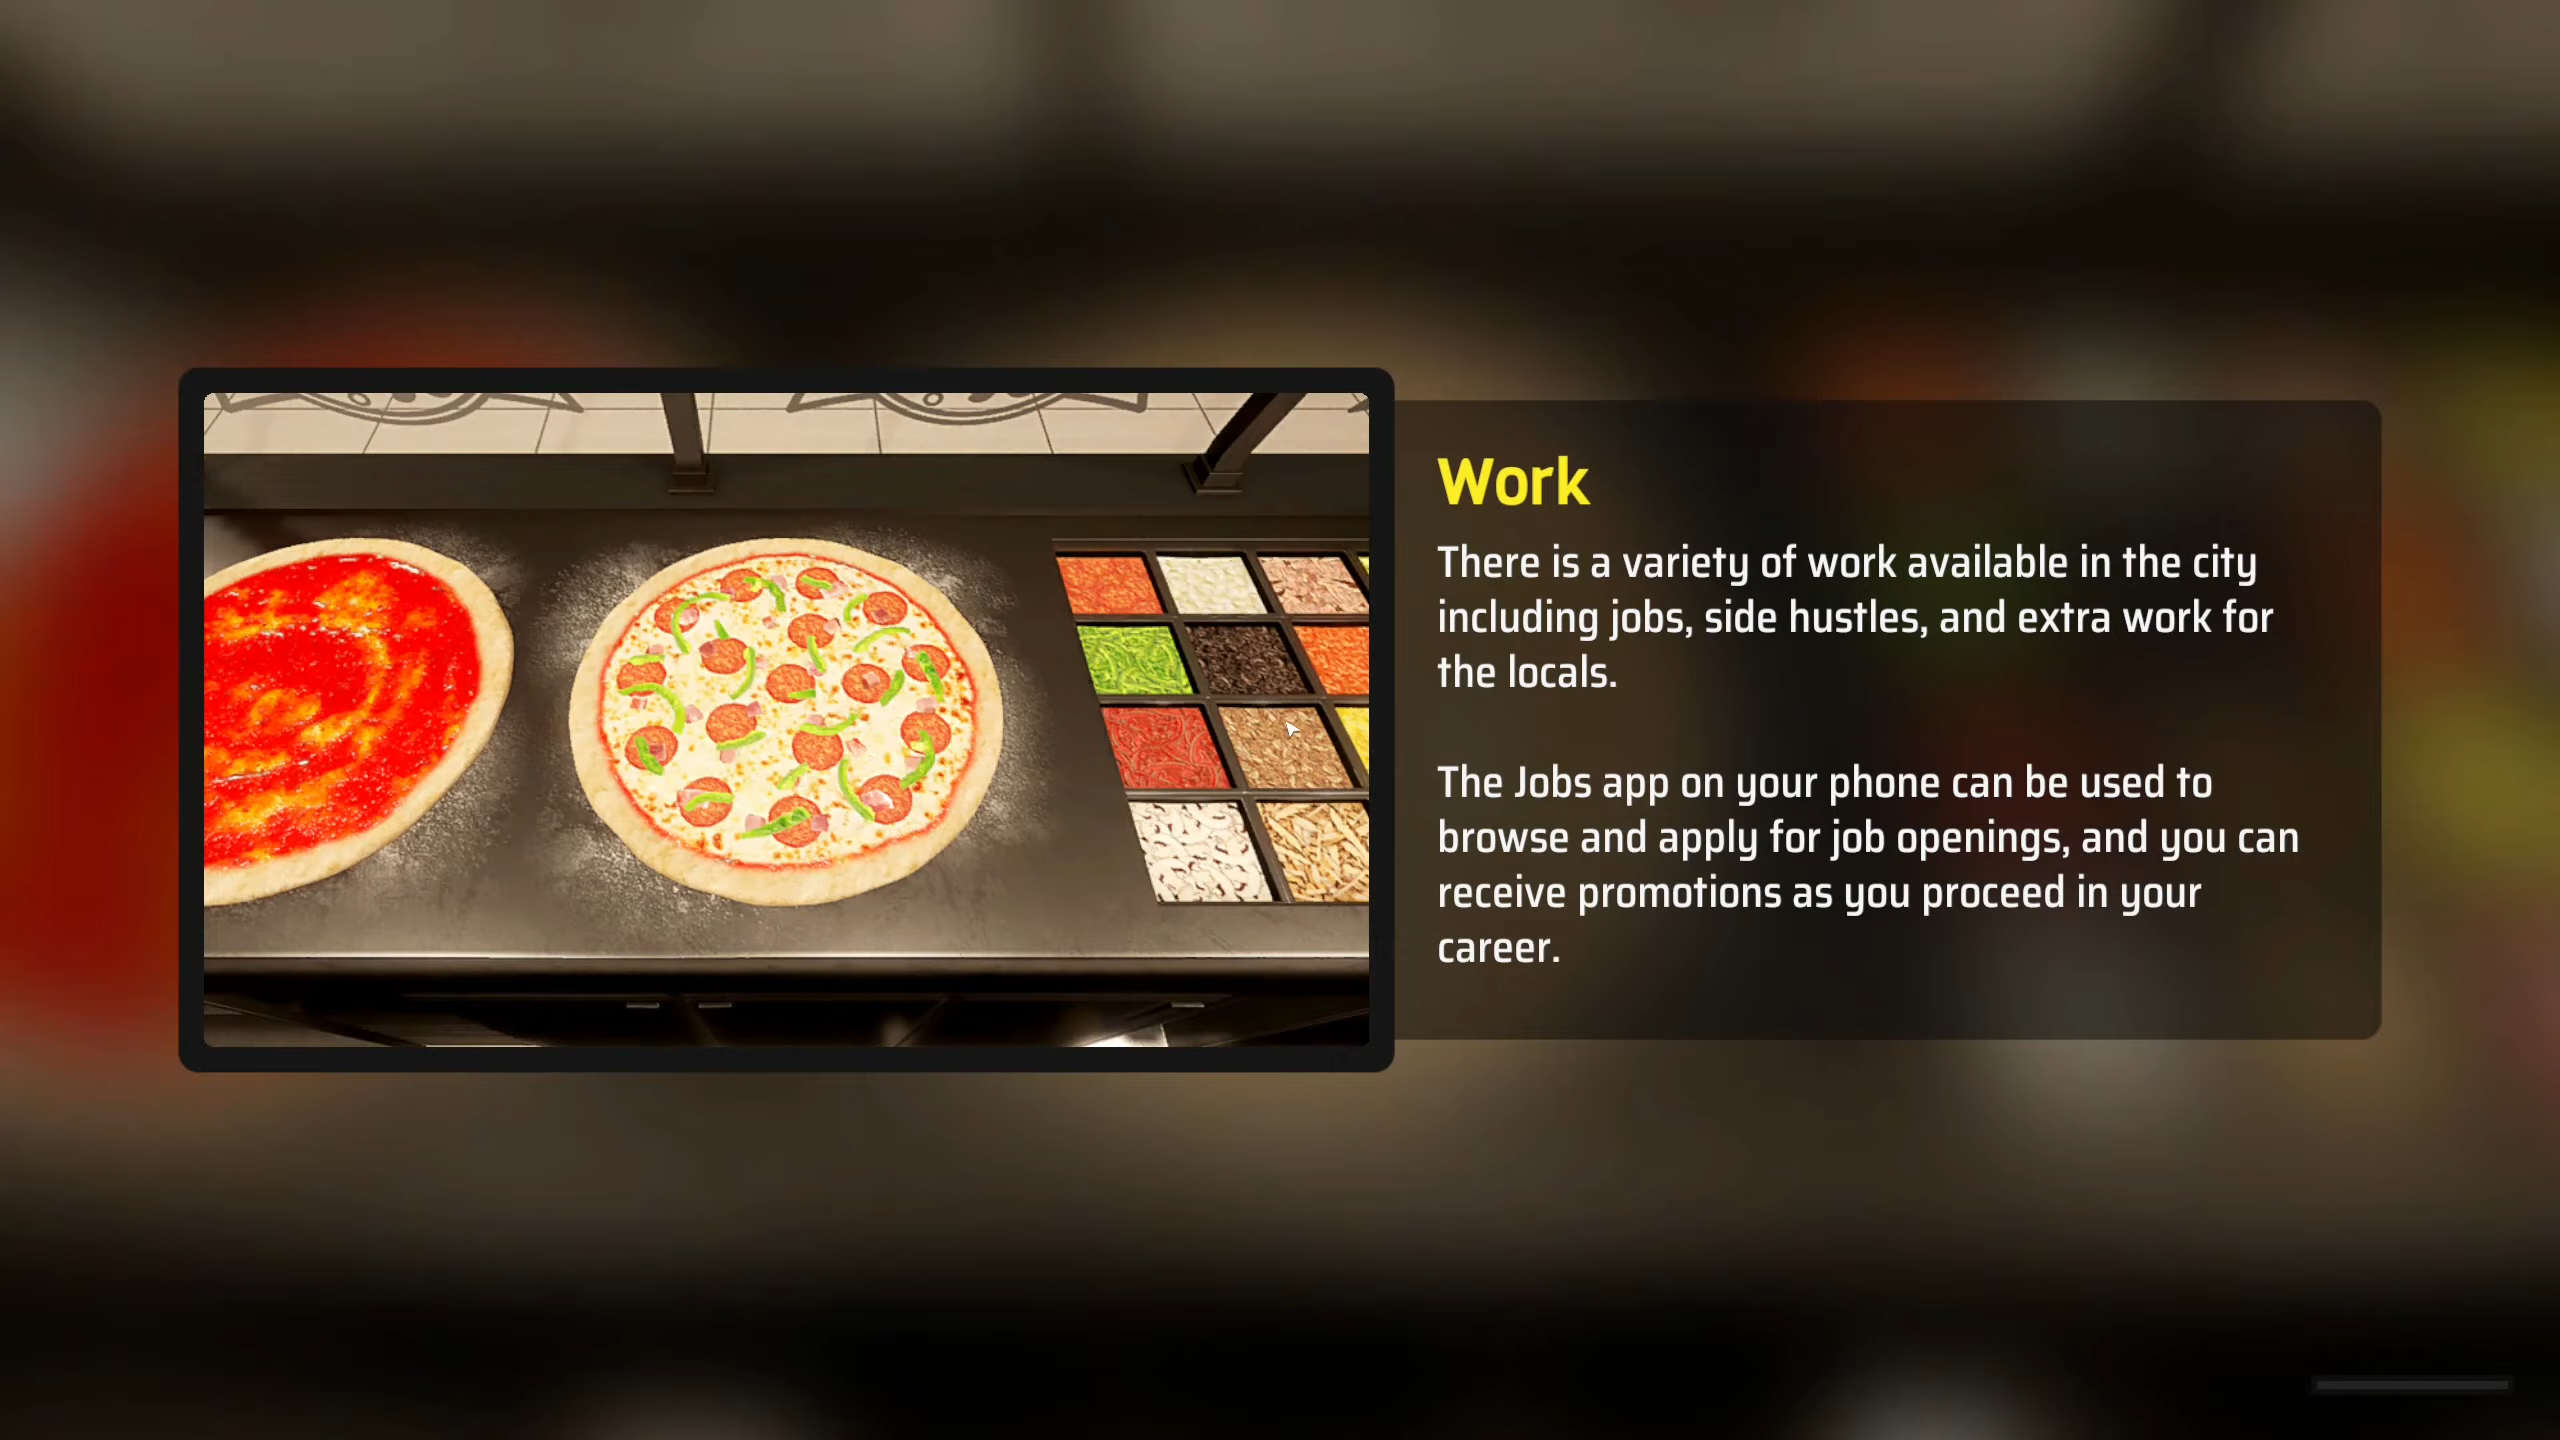 Work
There is a variety of work available in the city
including jobs, side hustles, and extra work for
the locals.
The Jobs app on your phone can be used to
browse and apply for job openings, and you can
receive promotions as you proceed in your
career.